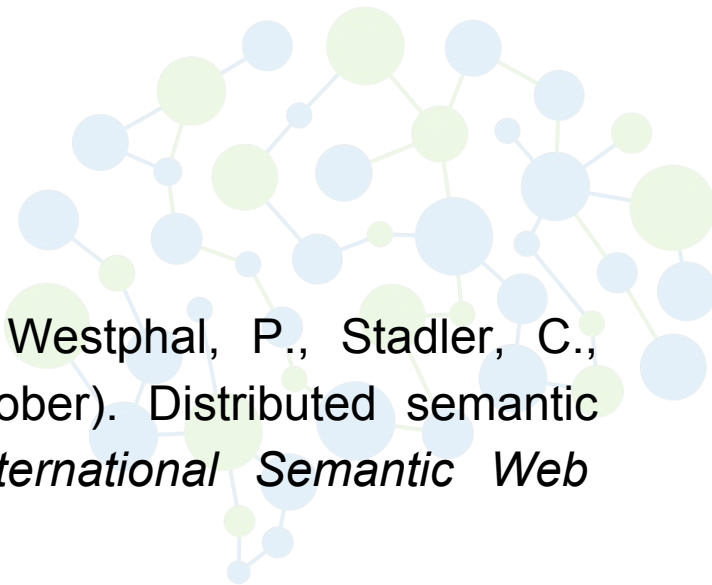 Westphal, P., Stadler, C.,
ober). Distributed semantic
ternational Semantic Web